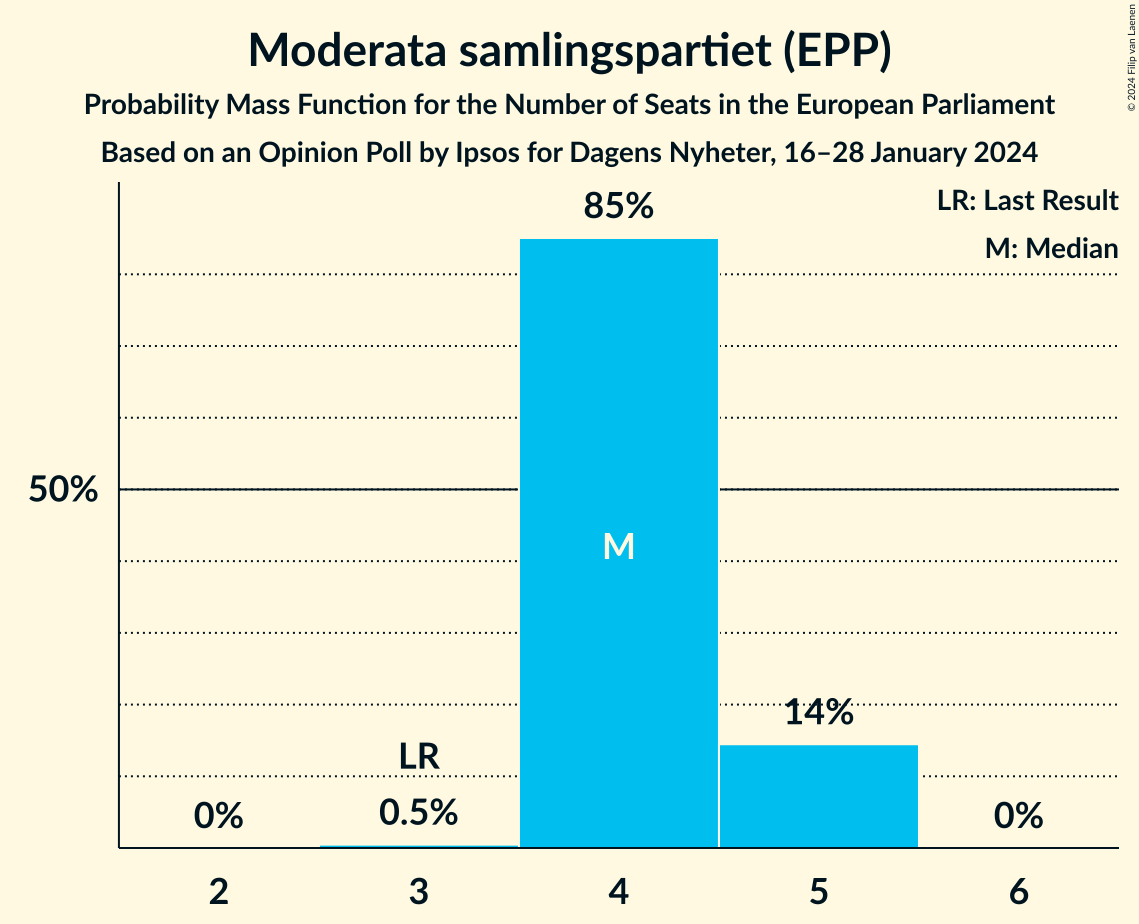 Moderata samlingspartiet (EPP)
Probability Mass Function for the Number of Seats in the European Parliament
Based on an Opinion Poll by Ipsos for Dagens Nyheter, 16–28 January 2024
© 2024 Filip van Laenen
LR: Last Result
M: Median
85%
50%
M
14%
LR
0%
0.5%
0%
2
3
4
5
6